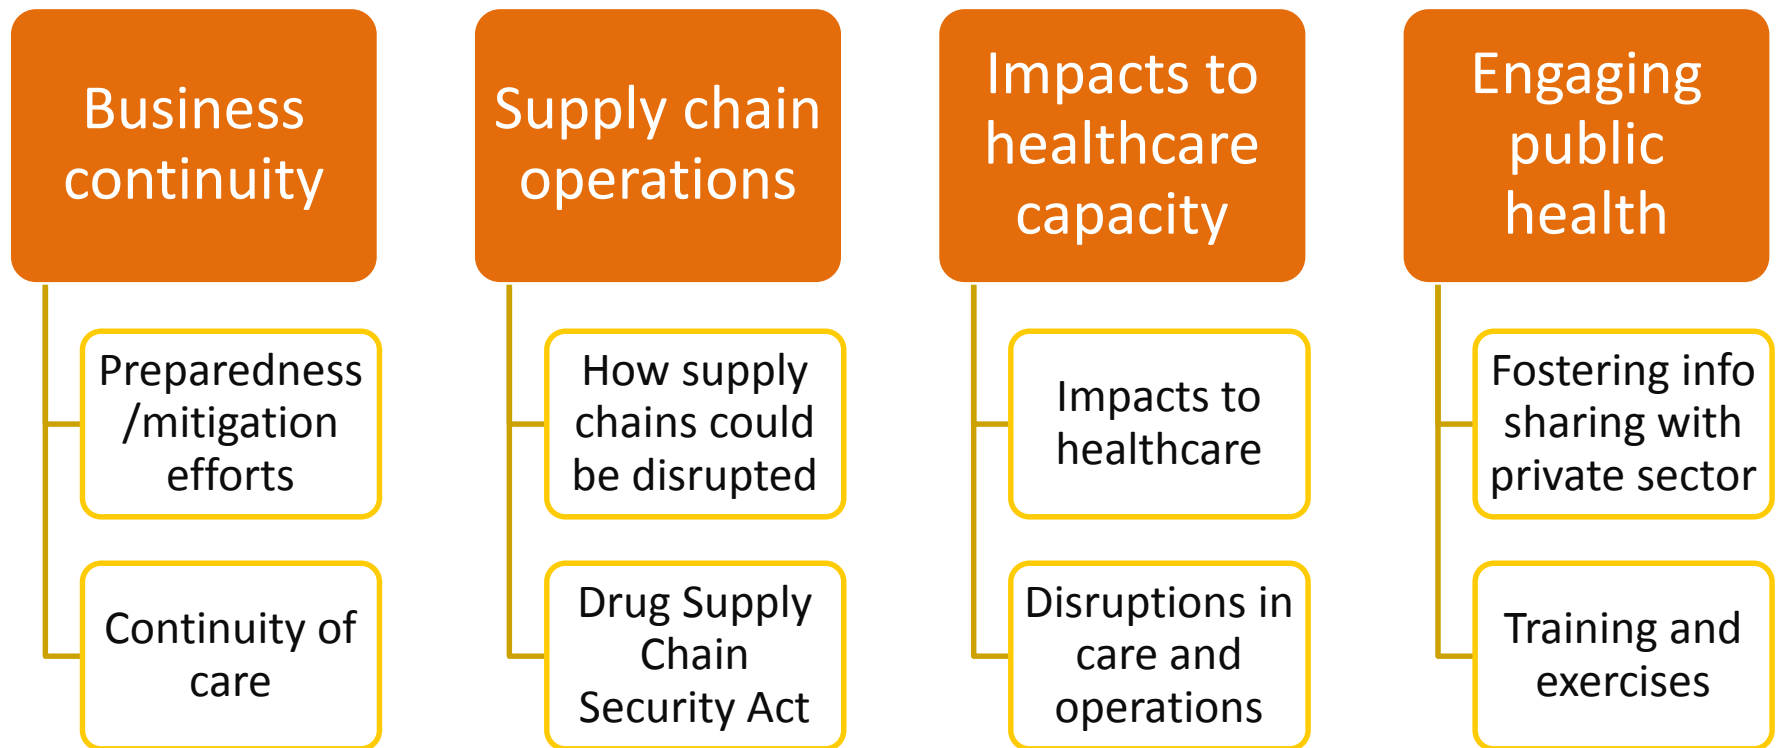 Business
continuity
Preparedness
/mitigation
efforts
Continuity of
care
Supply chain
operations
How supply
chains could
be disrupted
Drug Supply
Chain
Security Act
Impacts to
healthcare
capacity
Impacts to
healthcare
Disruptions in
care and
operations
Engaging
public
health
Fostering info
sharing with
private sector
Training and
exercises